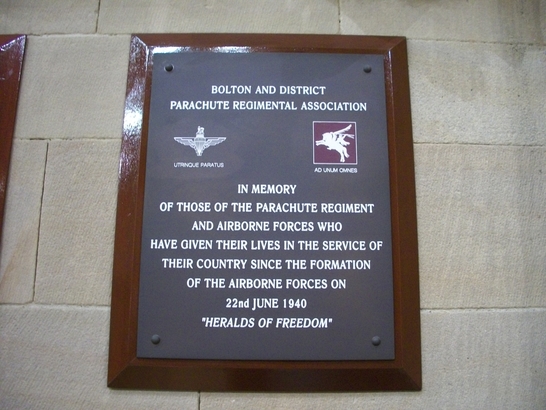 BOLTON AND DISTRICT
PARACHUTE REGIMENTAL ASSOCIATION
UTRINQUE PARATUS
AD UNUM OMNES
IN MEMORY
OF THOSE OF THE PARACHUTE REGIMENT
AND AIRBORNE FORCES WHO
HAVE GIVEN THEIR LIVES IN THE SERVICE OF
THEIR COUNTRY SINCE THE FORMATION
OF THE AIRBORNE FORCES ON
22nd JUNE 1940
"HERALDS OF FREEDOM"